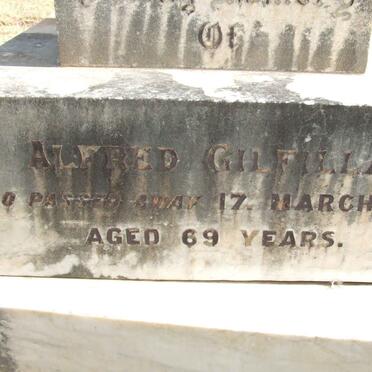 Of
ALFRED GILFILLA
O PASSED AWAY 17. MARCH
AGED 69 YEARS.